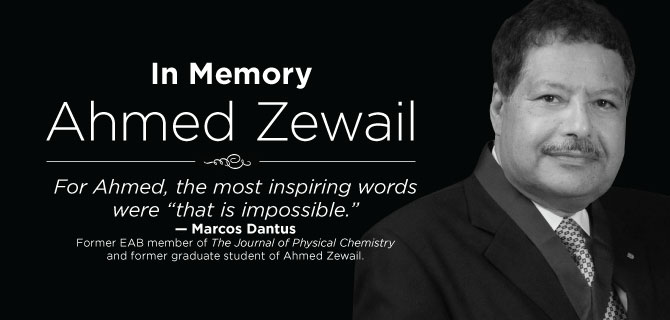 In Memory
Ahmed Zewail
For Ahmed, the most inspiring words
were “that is impossible.”
— Marcos Dantus
Former EAB member of The Journal of Physical Chemistry
and former graduate student of Ahmed Zewail.